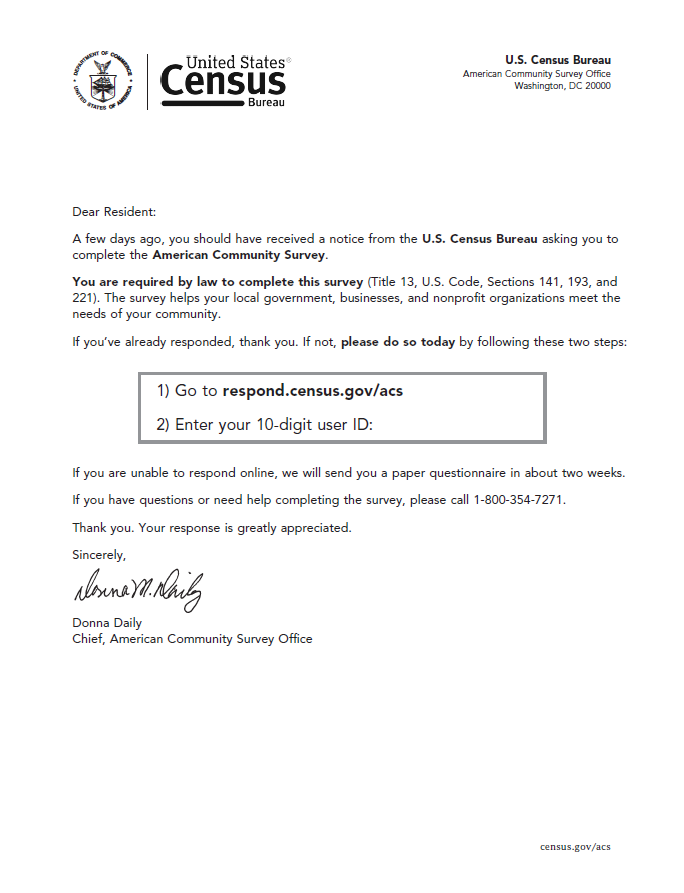 DEPARTMENT OF COMMERCE
UNITED STATES OF AMERICA
United States®
Census
Bureau
U.S. Census Bureau
American Community Survey Office
Washington, DC 20000
Dear Resident:
A few days ago, you should have received a notice from the U.S. Census Bureau asking you to
complete the American Community Survey.
You are required by law to complete this survey (Title 13, U.S. Code, Sections 141, 193, and
221). The survey helps your local government, businesses, and nonprofit organizations meet the
needs of your community.
If you’ve already responded, thank you. If not, please do so today by following these two steps:
1) Go to respond.census.gov/acs
2) Enter your 10-digit user ID:
If you are unable to respond online, we will send you a paper questionnaire in about two weeks.
If you have questions or need help completing the survey, please call 1-800-354-7271.
Thank you. Your response is greatly appreciated.
Sincerely,
Donna M. Daily
Donna Daily
Chief, American Community Survey Office
census.gov/acs